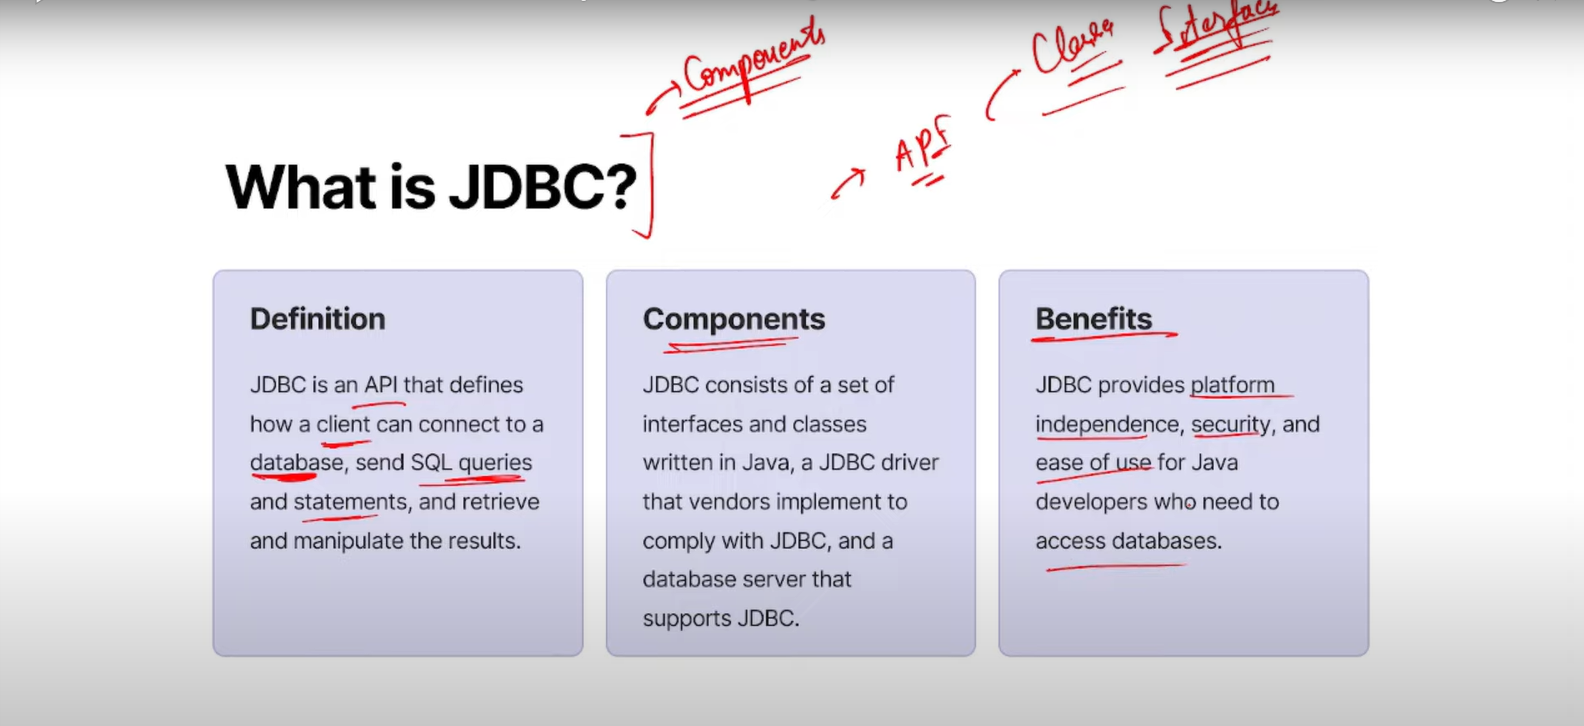 Components
Classes Interfaces
API
What is JDBC?
Definition
JDBC is an API that defines
how a client can connect to a
database, send SQL queries
and statements, and retrieve
and manipulate the results.
Components
JDBC consists of a set of
interfaces and classes
written in Java, a JDBC driver
that vendors implement to
comply with JDBC, and a
database server that
supports JDBC.
Benefits
JDBC provides platform
independence, security, and
ease of use for Java
developers who need to
access databases.